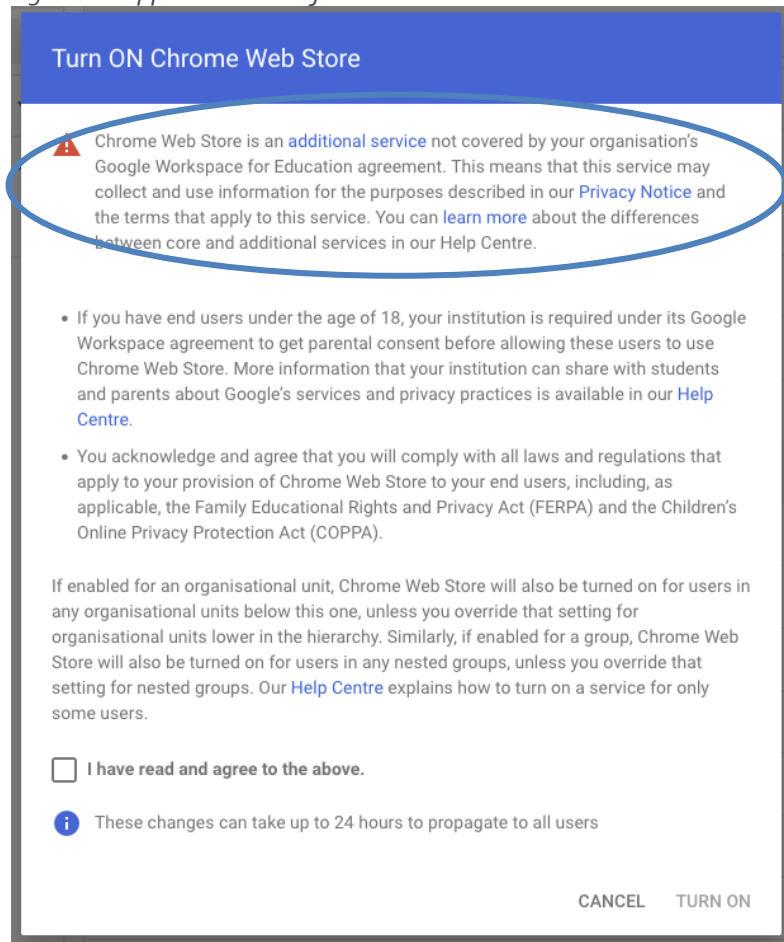 Turn ON Chrome Web Store
Chrome Web Store is an additional service not covered by your organisation's
Google Workspace for Education agreement. This means that this service may
collect and use information for the purposes described in our Privacy Notice and
the terms that apply to this service. You can learn more about the differences
between core and additional services in our Help Centre.
• If you have end users under the age of 18, your institution is required under its Google
Workspace agreement to get parental consent before allowing these users to use
Chrome Web Store. More information that your institution can share with students
and parents about Google's services and privacy practices is available in our Help
Centre.
• You acknowledge and agree that you will comply with all laws and regulations that
apply to your provision of Chrome Web Store to your end users, including, as
applicable, the Family Educational Rights and Privacy Act (FERPA) and the Children's
Online Privacy Protection Act (COPPA).
If enabled for an organisational unit, Chrome Web Store will also be turned on for users in
any organisational units below this one, unless you override that setting for
organisational units lower in the hierarchy. Similarly, if enabled for a group, Chrome Web
Store will also be turned on for users in any nested groups, unless you override that
setting for nested groups. Our Help Centre explains how to turn on a service for only
some users.
I have read and agree to the above.
These changes can take up to 24 hours to propagate to all users
CANCEL TURN ON